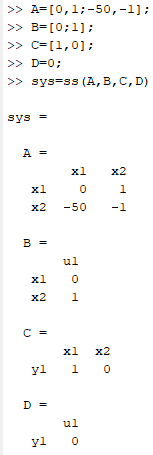 >> A=[0,1;-50,-1];
>> B=[0;1];
>> C=[1,0];
>> D=0;
>> sys=ss(A,B,C,D)
sys =
A =
x1 x2
x1 0 1
x2 -50 -1
B =
u1
x1 0
x2 1
C =
x1 x2
y1 1 0
D =
u1
y1 0